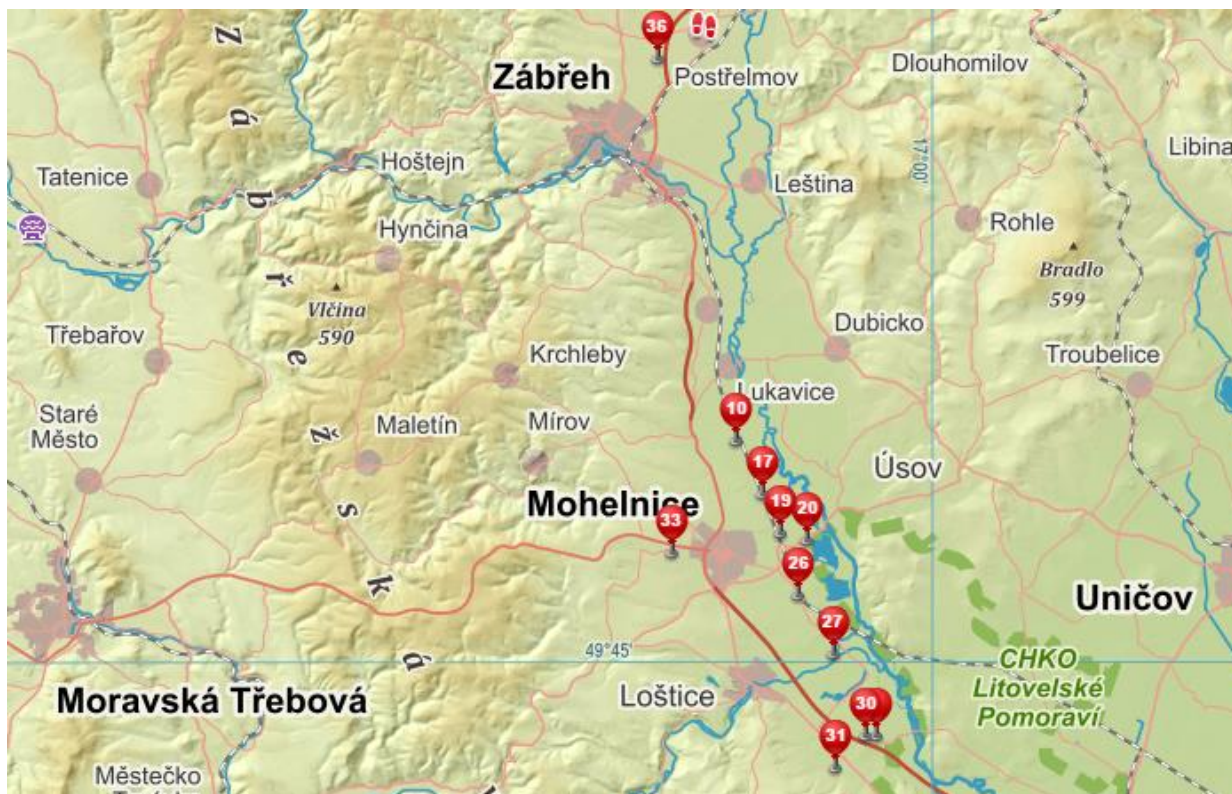 36
Zábřeh
Postřelmov
Dlouhomilov
Libina
17°00'
Tatenice
Hoštejn
Leština
Rohle
Hynčina
Bradlo
599
Vlčina
590
Třebařov
Dubicko
Krchleby
Troubelice
Lukavice
10
Staré
Město
Maletín
Mírov
17
Úsov
Mohelnice
19
20
33
26
Uničov
27
49°45'
CHKO
Litovelské
Pomoraví
Loštice
Moravská Třebová
30
31
Městečko
Zábřežská